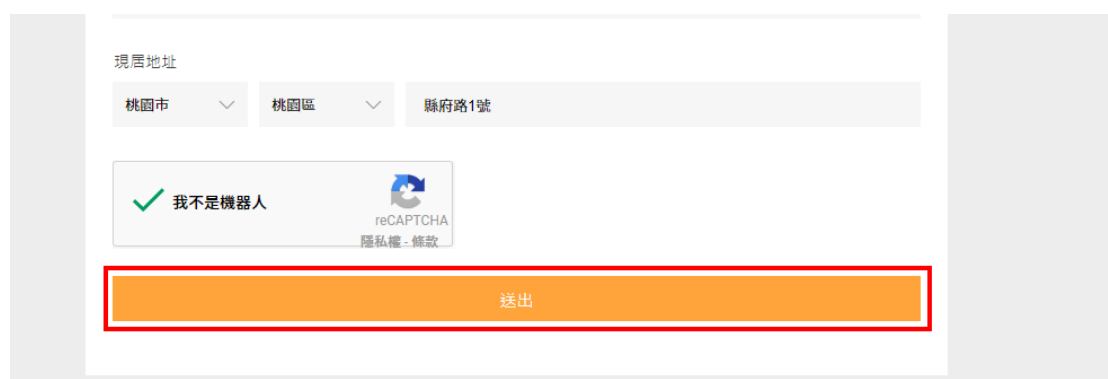 現居地址
桃園市 桃園區 縣府路1號
我不是機器人
reCAPTCHA
隱私權 - 條款
送出